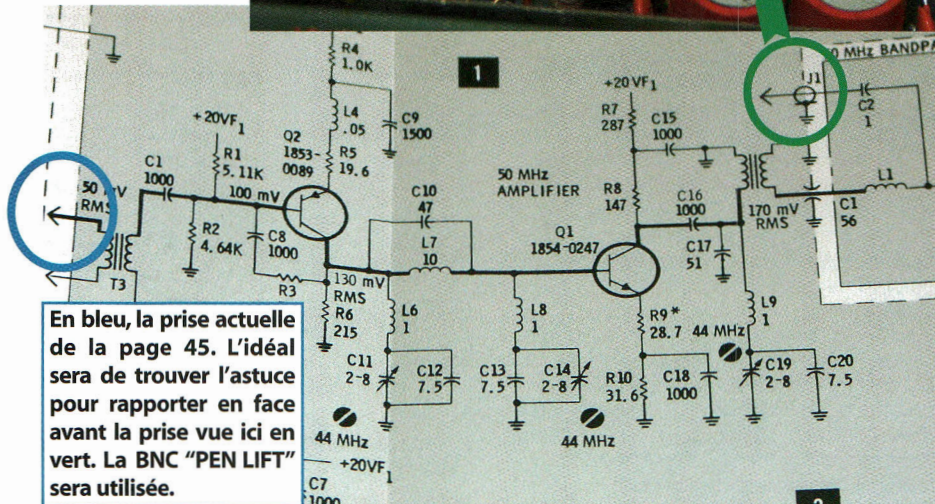 R4
1.0K
1
0 MHz BANDPA
J1
+20VF1
C2
1
L4
.05
C9
1500
R7
287
C15
1000
+20VF1
Q2
1853-
0089
R5
19.6
C1
1000
R1
5.11K
50 MHz
AMPLIFIER
C10
47
R8
147
C16
1000
L1
50 mV
RMS
100 mV
170 mV
RMS
C1
56
Q1
1854-0247
R2
4.64K
C8
1000
L7
10
C17
51
T3
R3
130 mV
RMS
R6
215
L6
1
L8
1
R9*
28.7
44 MHz
L9
1
C11
2-8
C12
7.5
C13
7.5
C14
2-8
R10
31.6
C18
1000
C19
2-8
C20
7.5
44 MHz
44 MHz
+20VF1
C7
1000
En bleu, la prise actuelle
de la page 45. L'idéal
sera de trouver l'astuce
pour rapporter en face
avant la prise vue ici en
vert. La BNC “PEN LIFT”
sera utilisée.